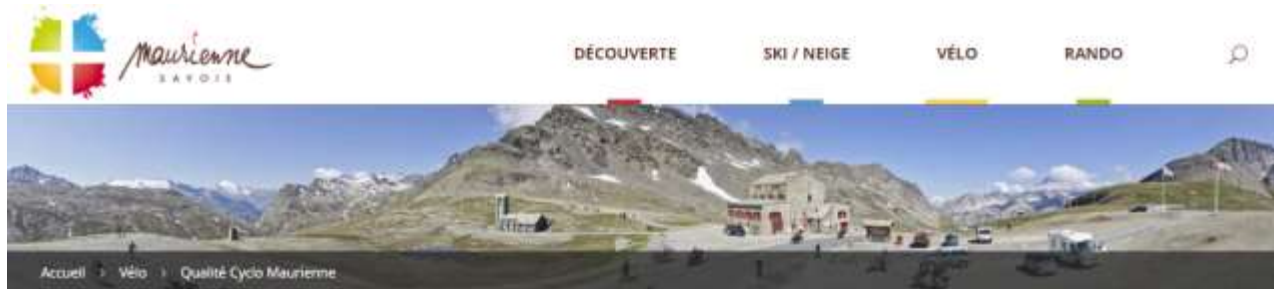 Maurienne
SAVOIE
DÉCOUVERTE
SKI / NEIGE
VÉLO
RANDO
Accueil > Vélo > Qualité Cyclo Maurienne